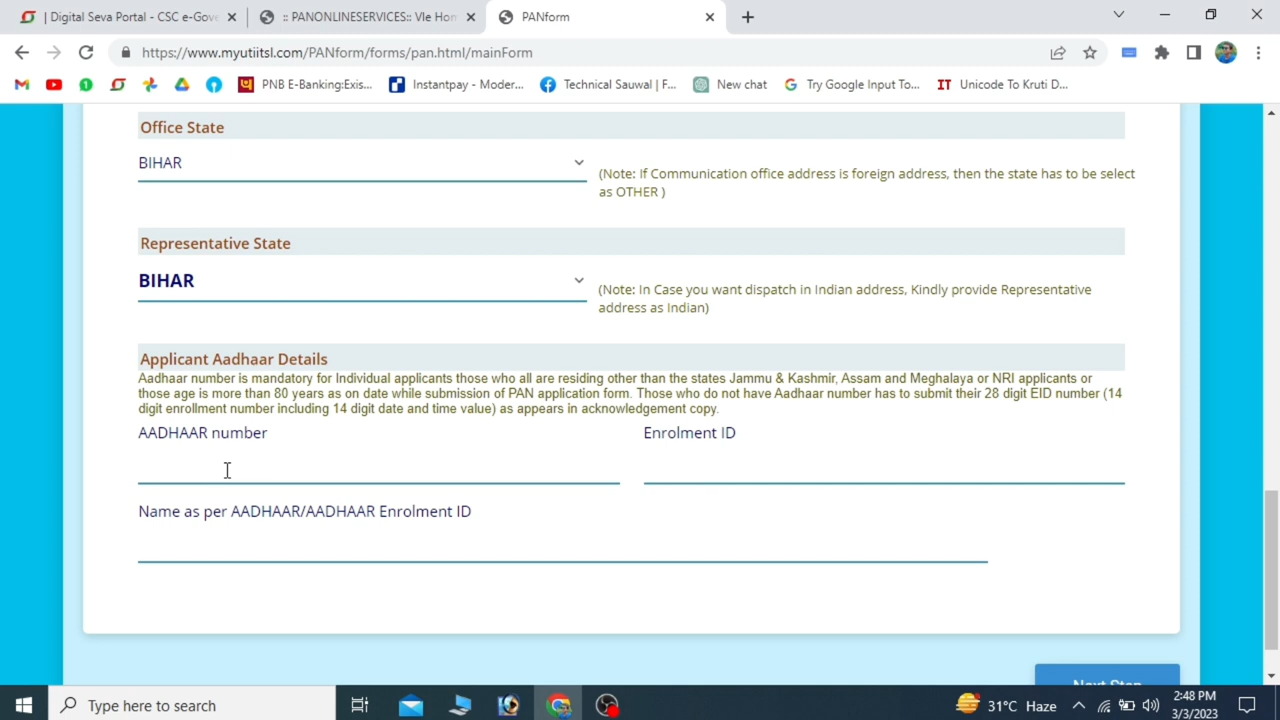 | Digital Seva Portal - CSC e-Gove
:: PANONLINESERVICES:: Vle Hom
PANform
https://www.myutiitsl.com/PANform/forms/pan.html/mainForm
PNB E-Banking:Exis...
Instantpay - Moder...
Technical Sauwal | F...
New chat
Try Google Input To...
IT Unicode To Kruti D...
Office State
BIHAR
(Note: If Communication office address is foreign address, then the state has to be select
as OTHER )
Representative State
BIHAR
(Note: In Case you want dispatch in Indian address, Kindly provide Representative
address as Indian)
Applicant Aadhaar Details
Aadhaar number is mandatory for Individual applicants those who all are residing other than the states Jammu & Kashmir, Assam and Meghalaya or NRI applicants or
those age is more than 80 years as on date while submission of PAN application form. Those who do not have Aadhaar number has to submit their 28 digit EID number (14
digit enrollment number including 14 digit date and time value) as appears in acknowledgement copy.
AADHAAR number
Enrolment ID
Name as per AADHAAR/AADHAAR Enrolment ID
Next Step
Type here to search
31°C Haze
2:48 PM
3/3/2023